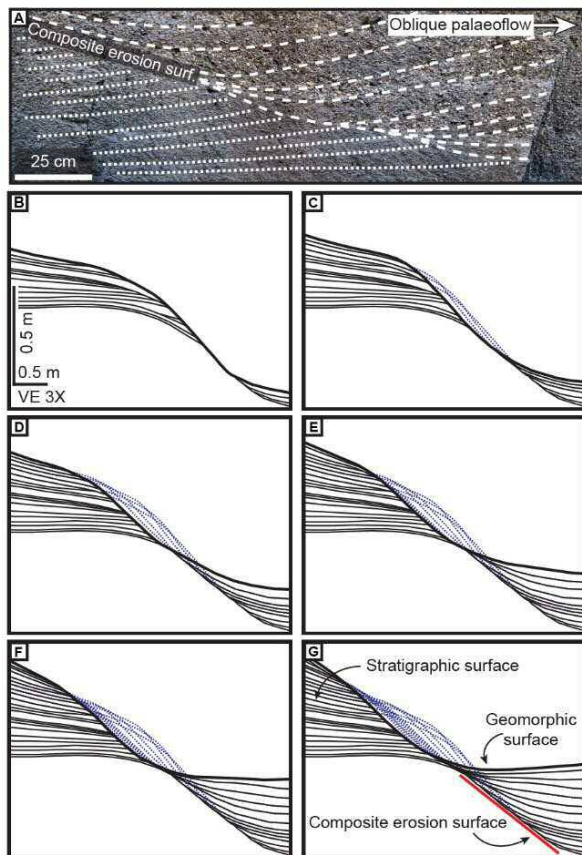 A
Oblique palaeoflow
Composite erosion surf.
25 cm
B
0.5 m
0.5 m
VE 3X
C
D
E
F
G
Stratigraphic surface
Geomorphic
surface
Composite erosion surface